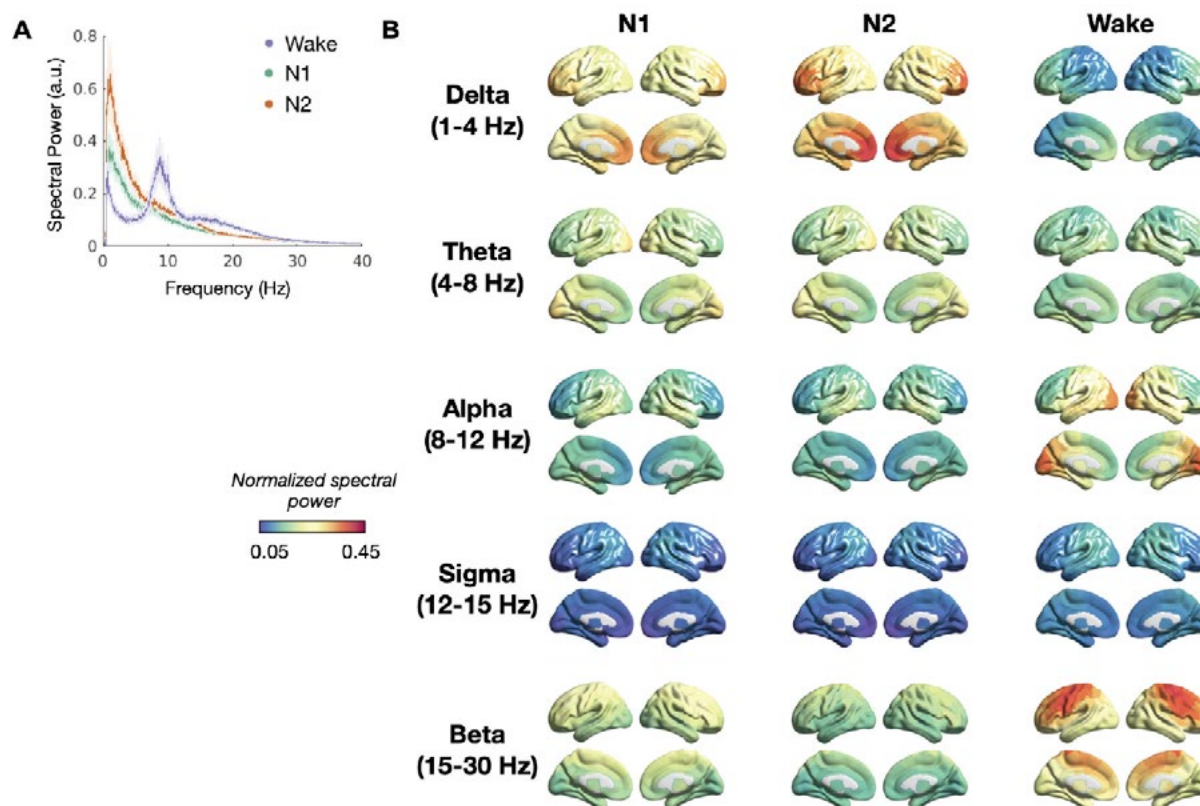 A
Spectral Power (a.u.)
0.8
0.6
0.4
0.2
0
0 10 20 30 40
Frequency (Hz)
Wake
N1
N2
B
N1 N2 Wake
Delta
(1-4 Hz)
Theta
(4-8 Hz)
Alpha
(8-12 Hz)
Normalized spectral
power
0.05 0.45
Sigma
(12-15 Hz)
Beta
(15-30 Hz)